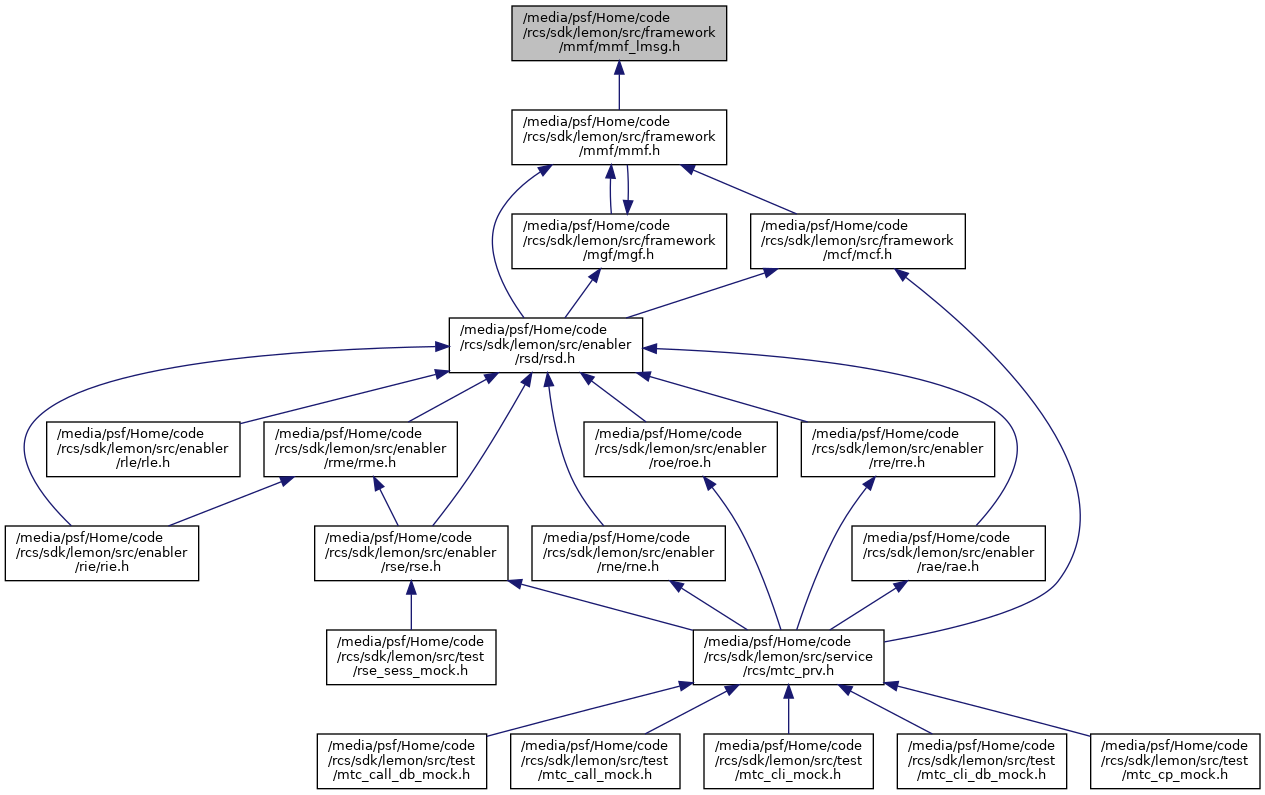 /media/psf/Home/code
/rcs/sdk/lemon/src/framework
/mmf/mmf_lmsg.h
/media/psf/Home/code
/rcs/sdk/lemon/src/framework
/mmf/mmf.h
/media/psf/Home/code
/rcs/sdk/lemon/src/framework
/mgf/mgf.h
/media/psf/Home/code
/rcs/sdk/lemon/src/framework
/mcf/mcf.h
/media/psf/Home/code
/rcs/sdk/lemon/src/enabler
/rsd/rsd.h
/media/psf/Home/code
/rcs/sdk/lemon/src/enabler
/rle/rle.h
/media/psf/Home/code
/rcs/sdk/lemon/src/enabler
/rme/rme.h
/media/psf/Home/code
/rcs/sdk/lemon/src/enabler
/roe/roe.h
/media/psf/Home/code
/rcs/sdk/lemon/src/enabler
/rre/rre.h
/media/psf/Home/code
/rcs/sdk/lemon/src/enabler
/rie/rie.h
/media/psf/Home/code
/rcs/sdk/lemon/src/enabler
/rse/rse.h
/media/psf/Home/code
/rcs/sdk/lemon/src/enabler
/rne/rne.h
/media/psf/Home/code
/rcs/sdk/lemon/src/enabler
/rae/rae.h
/media/psf/Home/code
/rcs/sdk/lemon/src/test
/rse_sess_mock.h
/media/psf/Home/code
/rcs/sdk/lemon/src/service
/rcs/mtc_prv.h
/media/psf/Home/code
/rcs/sdk/lemon/src/test
/mtc_call_db_mock.h
/media/psf/Home/code
/rcs/sdk/lemon/src/test
/mtc_call_mock.h
/media/psf/Home/code
/rcs/sdk/lemon/src/test
/mtc_cli_mock.h
/media/psf/Home/code
/rcs/sdk/lemon/src/test
/mtc_cli_db_mock.h
/media/psf/Home/code
/rcs/sdk/lemon/src/test
/mtc_cp_mock.h